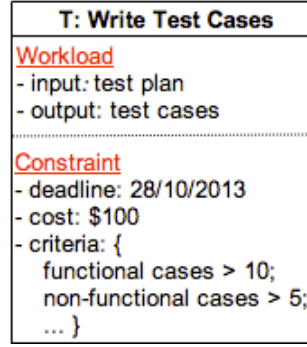 T: Write Test Cases
Workload
- input: test plan
- output: test cases
Constraint
- deadline: 28/10/2013
- cost: $100
- criteria: {
functional cases > 10;
non-functional cases > 5;
... }